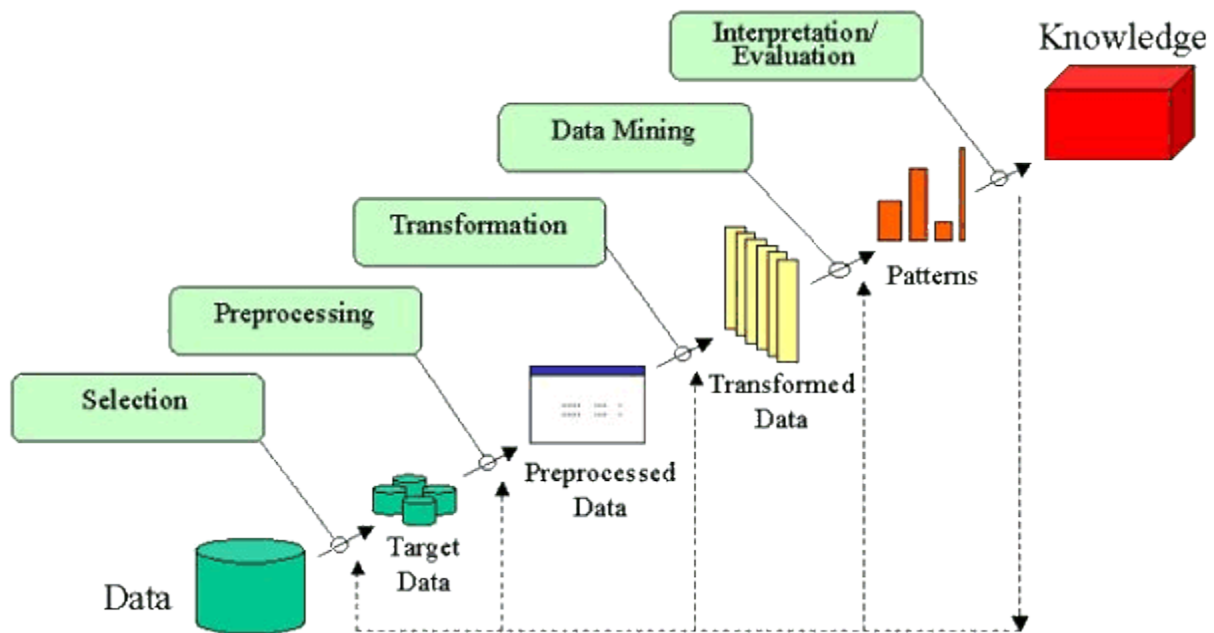 Interpretation/
Evaluation
Knowledge
Data Mining
Patterns
Transformation
Transformed
Data
Preprocessing
Preprocessed
Data
Selection
Target
Data
Data